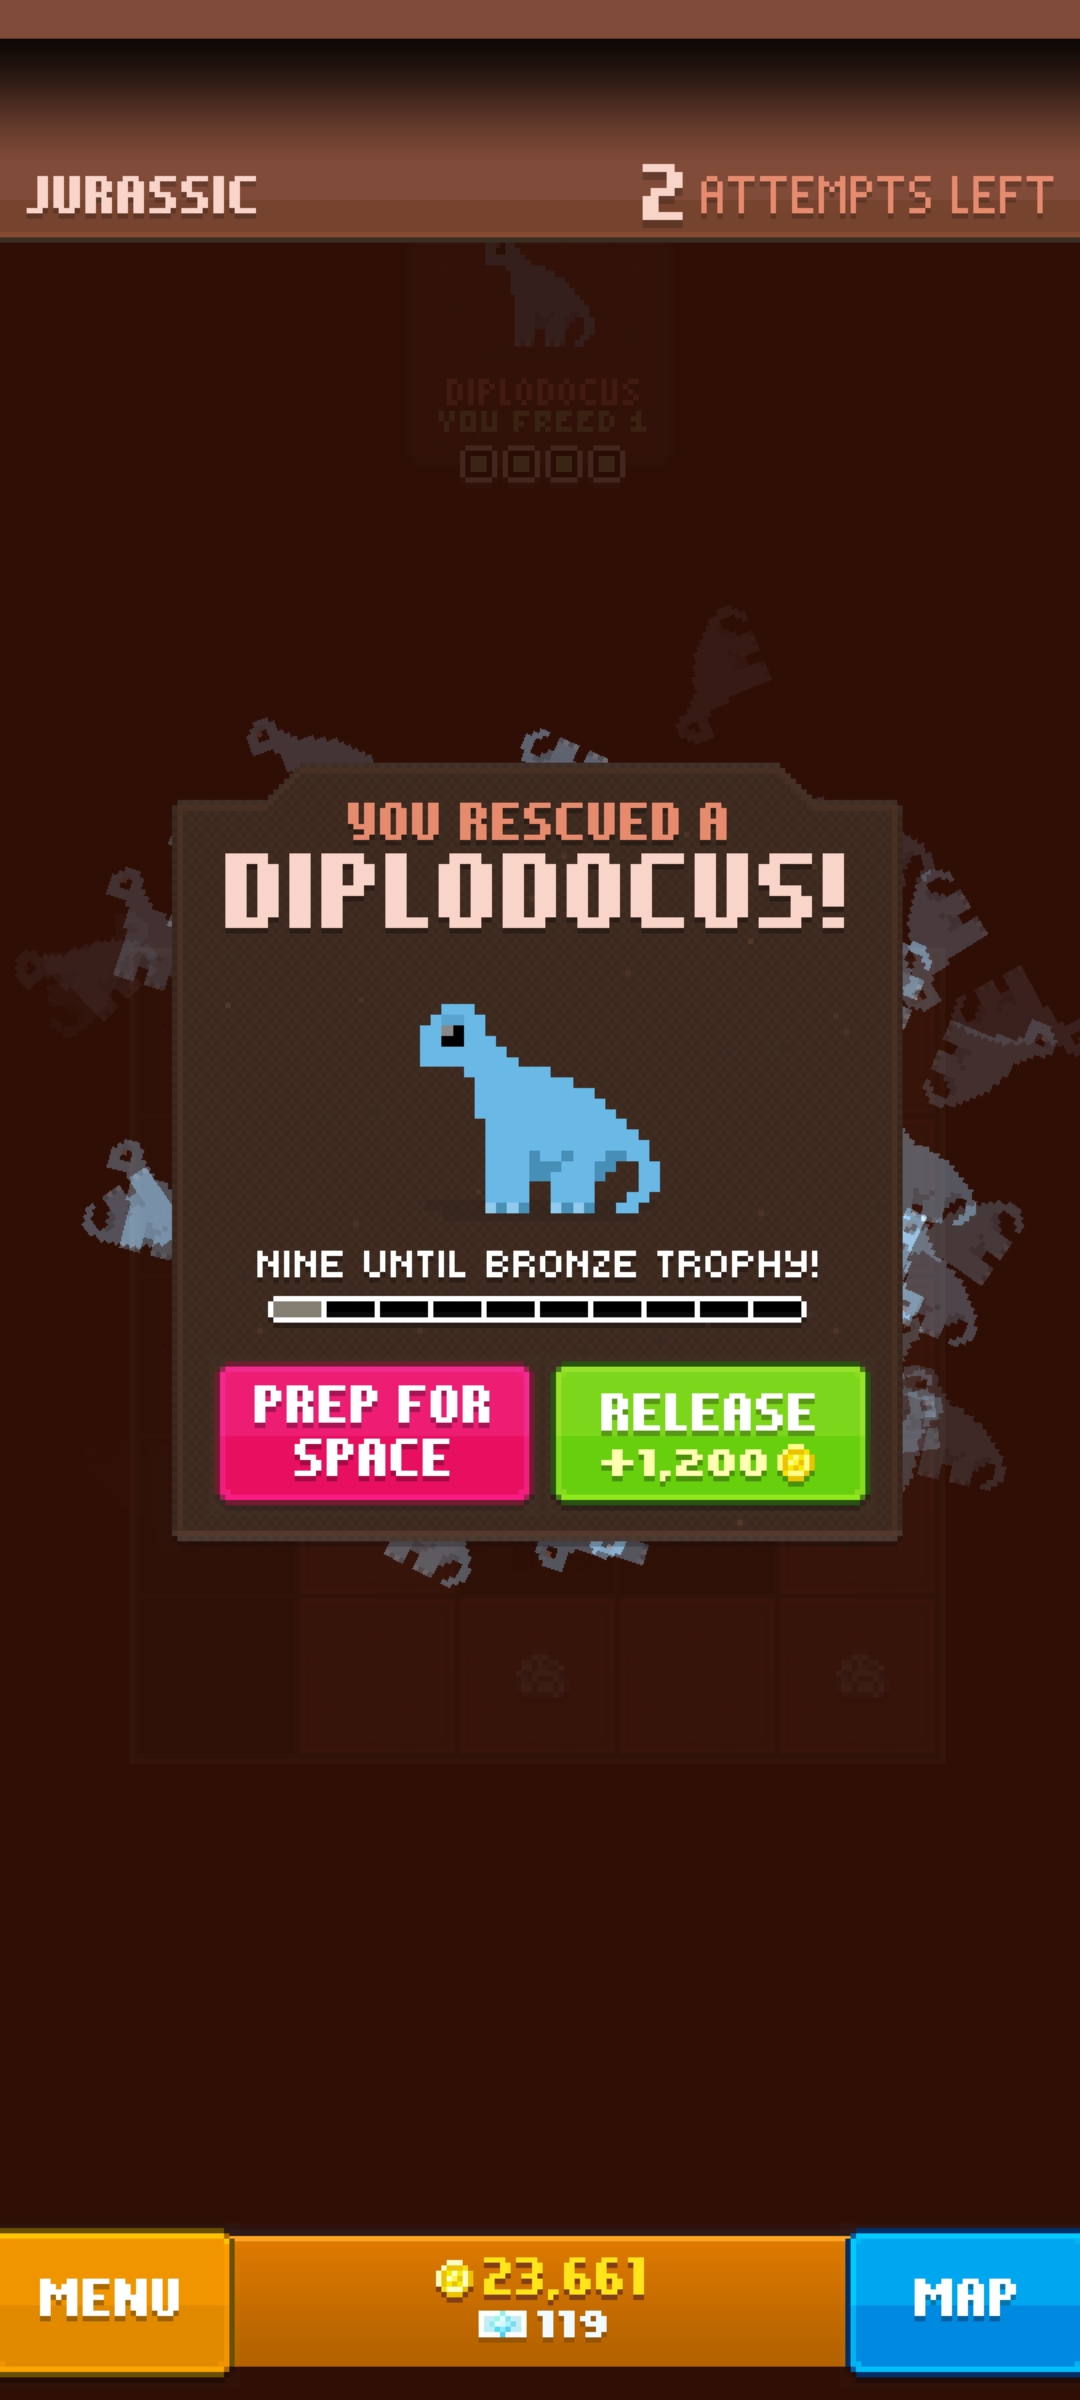 JURASSIC
2 ATTEMPTS LEFT
DIPLODOCUS
YOU FREED 1
YOU RESCUED A
DIPLODOCUS!
NINE UNTIL BRONZE TROPHY!
PREP FOR
SPACE
RELEASE
+1,200
MENU
23,661
119
MAP